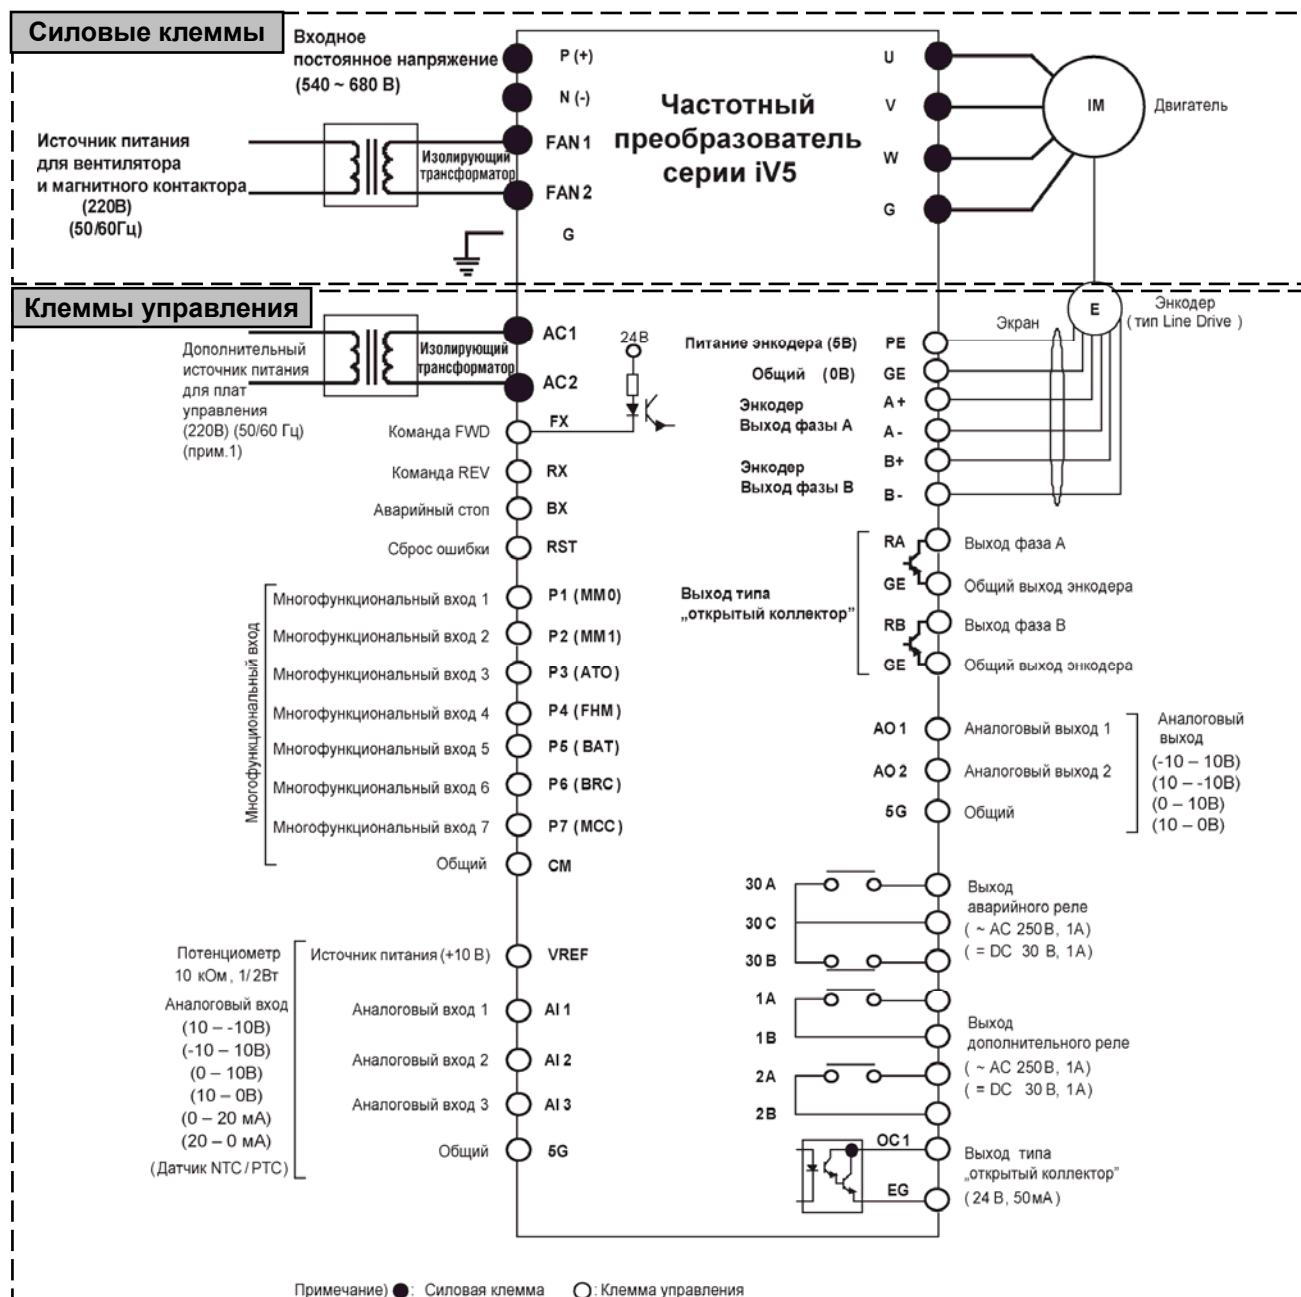 Силовые клеммы
Входное
постоянное напряжение
(540 ~ 680 В)
P (+)
N (-)
FAN 1
FAN 2
G
Источник питания
для вентилятора
и магнитного контактора
(220В)
(50/60Гц)
Изолирующий
трансформатор
Частотный
преобразователь
серии iV5
U
V
W
G
IM
Двигатель
Клеммы управления
Дополнительный
источник питания
для плат
управления
(220В) (50/60 Гц)
(прим.1)
Изолирующий
трансформатор
AC1
AC2
24В
Команда FWD
FX
Команда REV
RX
Аварийный стоп
BX
Сброс ошибки
RST
Многофункциональный вход
Многофункциональный вход 1
P1 (MM0)
Многофункциональный вход 2
P2 (MM1)
Многофункциональный вход 3
P3 (ATO)
Многофункциональный вход 4
P4 (FHM)
Многофункциональный вход 5
P5 ( BAT)
Многофункциональный вход 6
P6 (BRC)
Многофункциональный вход 7
P7 (MCC)
Общий
CM
Потенциометр
10 кОм, 1/2Вт
Аналоговый вход
(10 – -10В)
(-10 – 10В)
(0 – 10В)
(10 – 0В)
(0 – 20 мА)
(20 – 0 мА)
(Датчик NTC / PTC)
Источник питания (+10 В)
VREF
Аналоговый вход 1
AI 1
Аналоговый вход 2
AI 2
Аналоговый вход 3
AI 3
Общий
5G
E
Энкодер
( тип Line Drive )
Экран
Питание энкодера (5В)
PE
Общий (0В)
GE
Энкодер
Выход фазы А
A +
A -
Энкодер
Выход фазы В
B+
B -
Выход типа
„открытый коллектор”
RA
Выход фаза А
GE
Общий выход энкодера
RB
Выход фаза В
GE
Общий выход энкодера
AO 1
Аналоговый выход 1
AO 2
Аналоговый выход 2
5G
Общий
Аналоговый
выход
(-10 – 10В)
(10 – -10В)
(0 – 10В)
(10 – 0В)
30 A
30 C
30 B
Выход
аварийного реле
( ~ AC 250 В, 1А)
( = DC 30 В, 1А)
1A
1B
2A
2B
Выход
дополнительного реле
( ~ AC 250 В, 1А)
( = DC 30 В, 1А)
OC 1
EG
Выход типа
„открытый коллектор”
( 24 В, 50мА )
Примечание) : Силовая клемма : Клемма управления